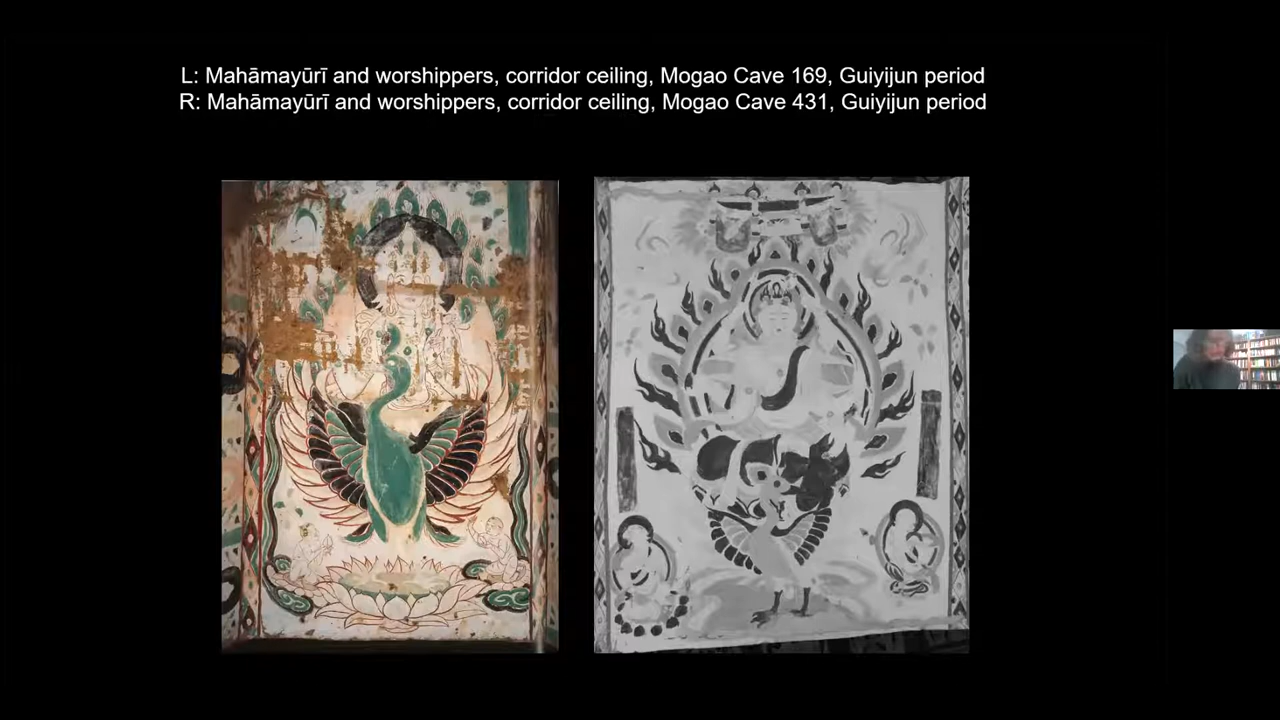 L: Mahāmayūrī and worshippers, corridor ceiling, Mogao Cave 169, Guiyijun period
R: Mahāmayūrī and worshippers, corridor ceiling, Mogao Cave 431, Guiyijun period